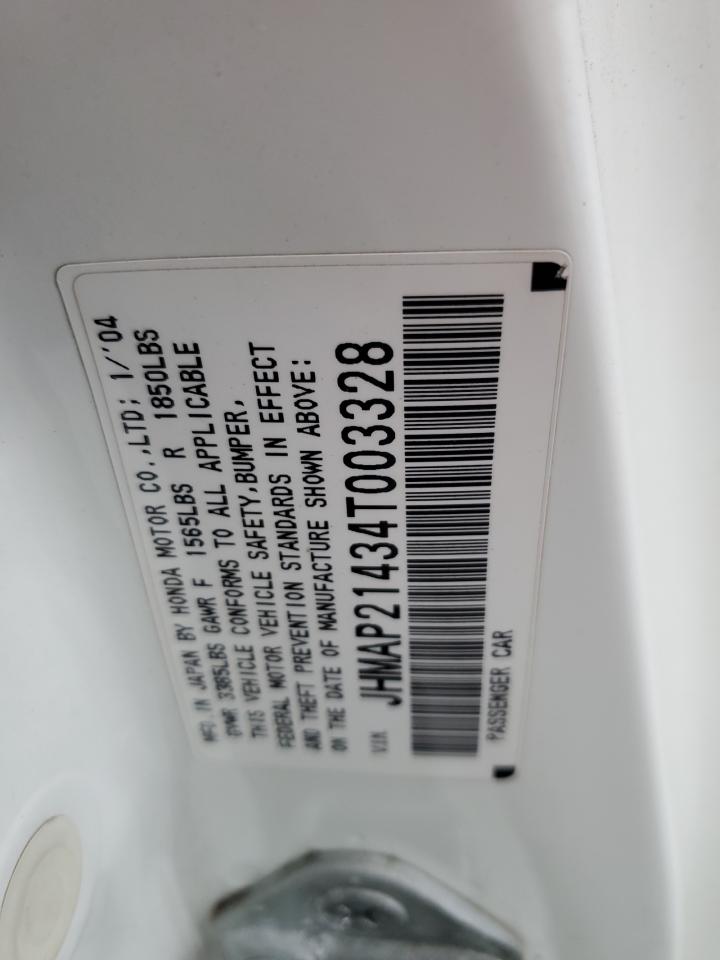 MFD. IN JAPAN BY HONDA MOTOR CO.,LTD; 1/'04
GVWR 3385LBS GAWR F 1565LBS R 1850LBS
THIS VEHICLE CONFORMS TO ALL APPLICABLE
FEDERAL MOTOR VEHICLE SAFETY,BUMPER,
AND THEFT PREVENTION STANDARDS IN EFFECT
ON THE DATE OF MANUFACTURE SHOWN ABOVE:
VIN JHMAP21434T003328
PASSENGER CAR